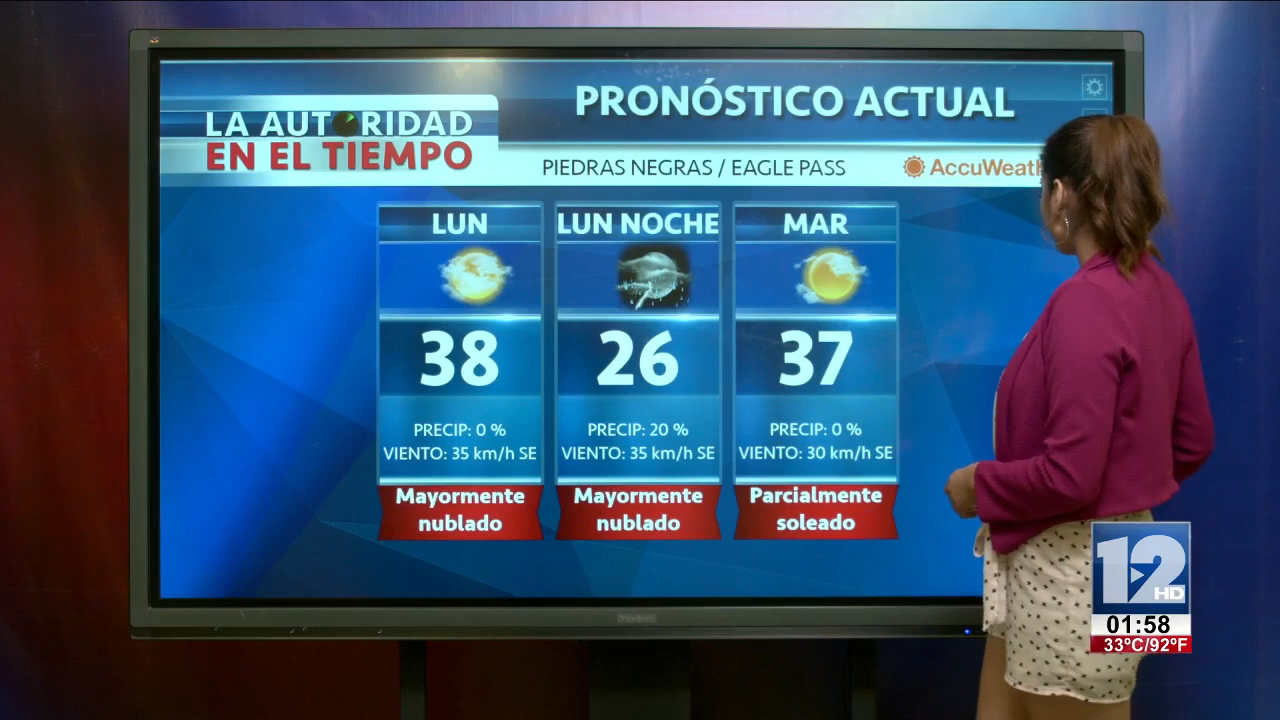 PRONÓSTICO ACTUAL
LA AUTORIDAD
EN EL TIEMPO
PIEDRAS NEGRAS / EAGLE PASS
AccuWeath
LUN
38
PRECIP: 0 %
VIENTO: 35 km/h SE
Mayormente
nublado
LUN NOCHE
26
PRECIP: 20 %
VIENTO: 35 km/h SE
Mayormente
nublado
MAR
37
PRECIP: 0 %
VIENTO: 30 km/h SE
Parcialmente
soleado
12
HD
01:58
33ºC/92ºF